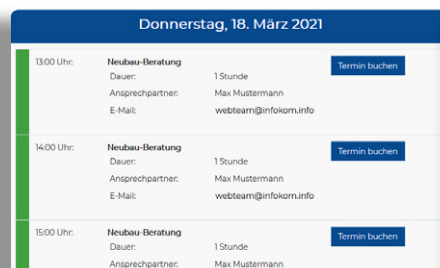 Donnerstag, 18. März 2021
13:00 Uhr: Neubau-Beratung Termin buchen
Dauer: 1 Stunde
Ansprechpartner: Max Mustermann
E-Mail: webteam@infokom.info
14:00 Uhr: Neubau-Beratung Termin buchen
Dauer: 1 Stunde
Ansprechpartner: Max Mustermann
E-Mail: webteam@infokom.info
15:00 Uhr: Neubau-Beratung Termin buchen
Dauer: 1 Stunde
Ansprechpartner: Max Mustermann